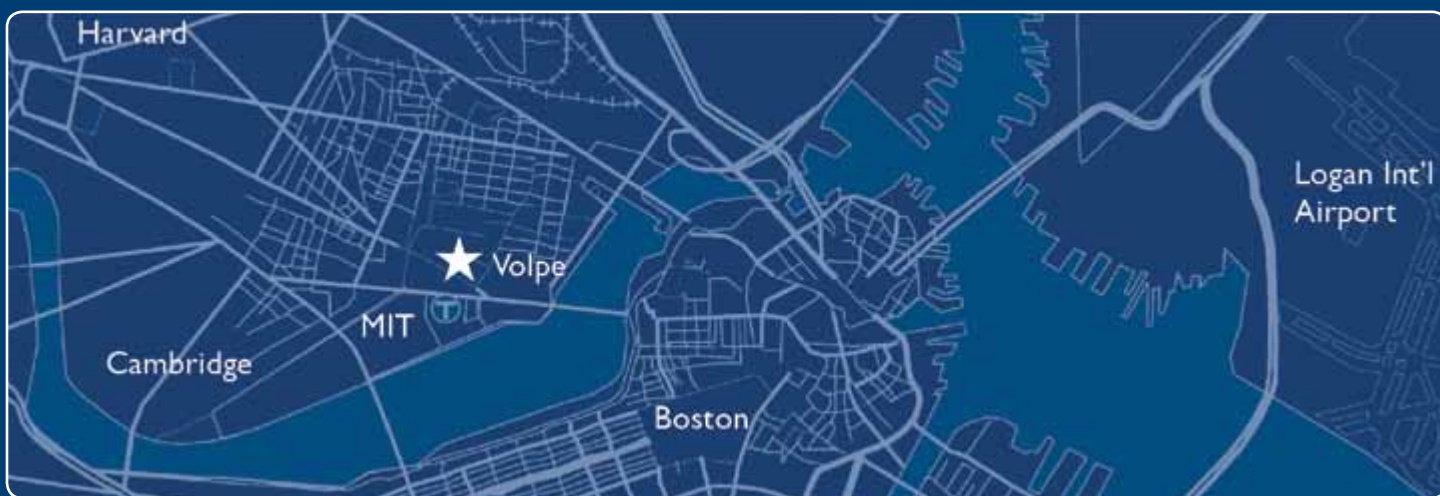 Harvard
Logan Int'l
Airport
Volpe
T
MIT
Cambridge
Boston